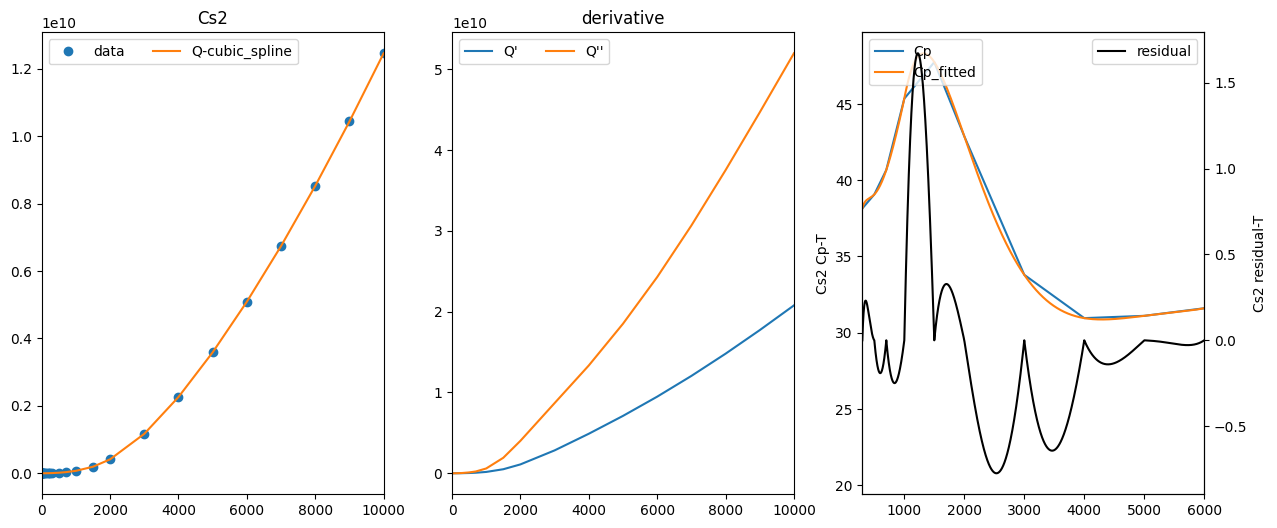 Cs2
1e10
data
Q-cubic_spline
1.2
1.0
0.8
0.6
0.4
0.2
0.0
0 2000 4000 6000 8000 10000
derivative
1e10
Q'
Q''
5
4
3
2
1
0
0 2000 4000 6000 8000 10000
Cp
Cp_fitted
residual
Cs2 Cp-T
45
40
35
30
25
20
1000 2000 3000 4000 5000 6000
1.5
1.0
0.5
0.0
−0.5
Cs2 residual-T